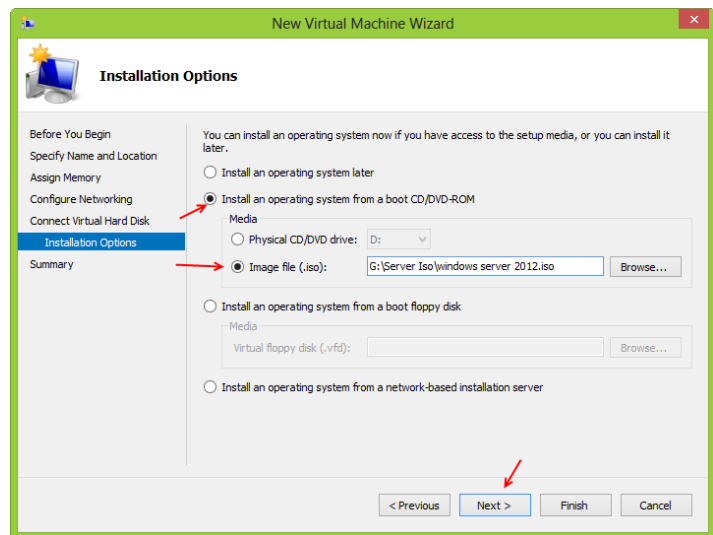 New Virtual Machine Wizard
Installation Options
Before You Begin
Specify Name and Location
Assign Memory
Configure Networking
Connect Virtual Hard Disk
Installation Options
Summary
You can install an operating system now if you have access to the setup media, or you can install it
later.
Install an operating system later
Install an operating system from a boot CD/DVD-ROM
Media
Physical CD/DVD drive: D:
Image file (.iso): G:\Server Iso\windows server 2012.iso Browse...
Install an operating system from a boot floppy disk
Media
Virtual floppy disk (.vfd): Browse...
Install an operating system from a network-based installation server
< Previous Next > Finish Cancel